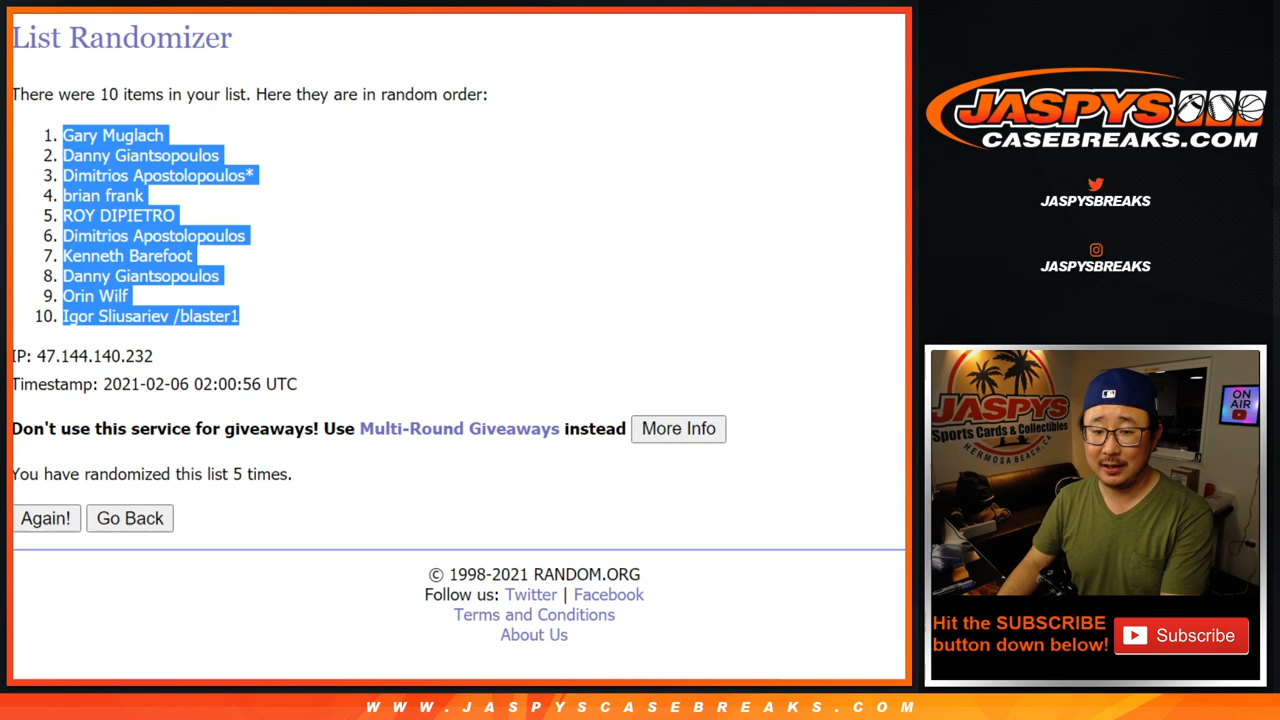 List Randomizer
There were 10 items in your list. Here they are in random order:
1. Gary Muglach
2. Danny Giantsopoulos
3. Dimitrios Apostolopoulos*
4. brian frank
5. ROY DIPIETRO
6. Dimitrios Apostolopoulos
7. Kenneth Barefoot
8. Danny Giantsopoulos
9. Orin Wilf
10. Igor Sliusariev /blaster1
IP: 47.144.140.232
Timestamp: 2021-02-06 02:00:56 UTC
Don't use this service for giveaways! Use Multi-Round Giveaways instead More Info
You have randomized this list 5 times.
Again! Go Back
© 1998-2021 RANDOM.ORG
Follow us: Twitter | Facebook
Terms and Conditions
About Us
JASPYS
CASEBREAKS.COM
JASPYSBREAKS
JASPYSBREAKS
JASPYS
Sports Cards & Collectibles
HERMOSA BEACH, CA
ON
AIR
Hit the SUBSCRIBE
button down below!
Subscribe
WWW.JASPYSCASEBREAKS.COM